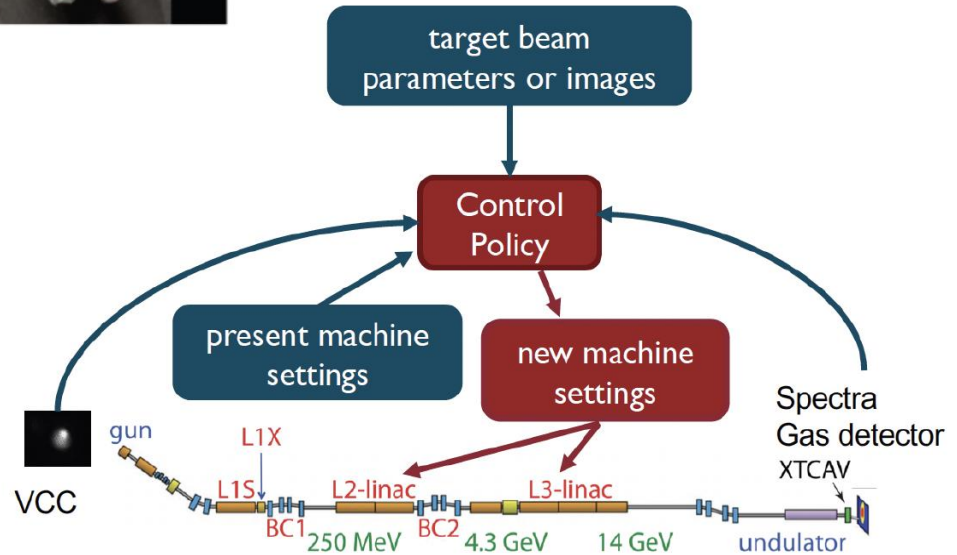 target beam
parameters or images
Control
Policy
present machine
settings
new machine
settings
Spectra
Gas detector
XTCAV
VCC
gun
L1X
L1S
BC1
L2-linac
BC2
L3-linac
250 MeV
4.3 GeV
14 GeV
undulator